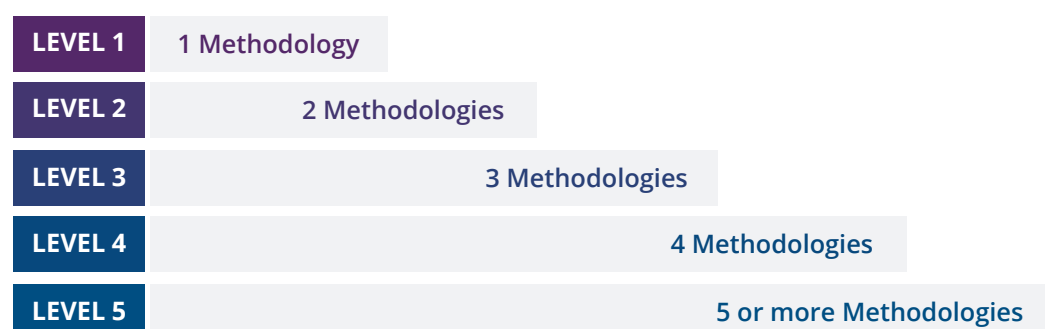 LEVEL 1 1 Methodology
LEVEL 2 2 Methodologies
LEVEL 3 3 Methodologies
LEVEL 4 4 Methodologies
LEVEL 5 5 or more Methodologies